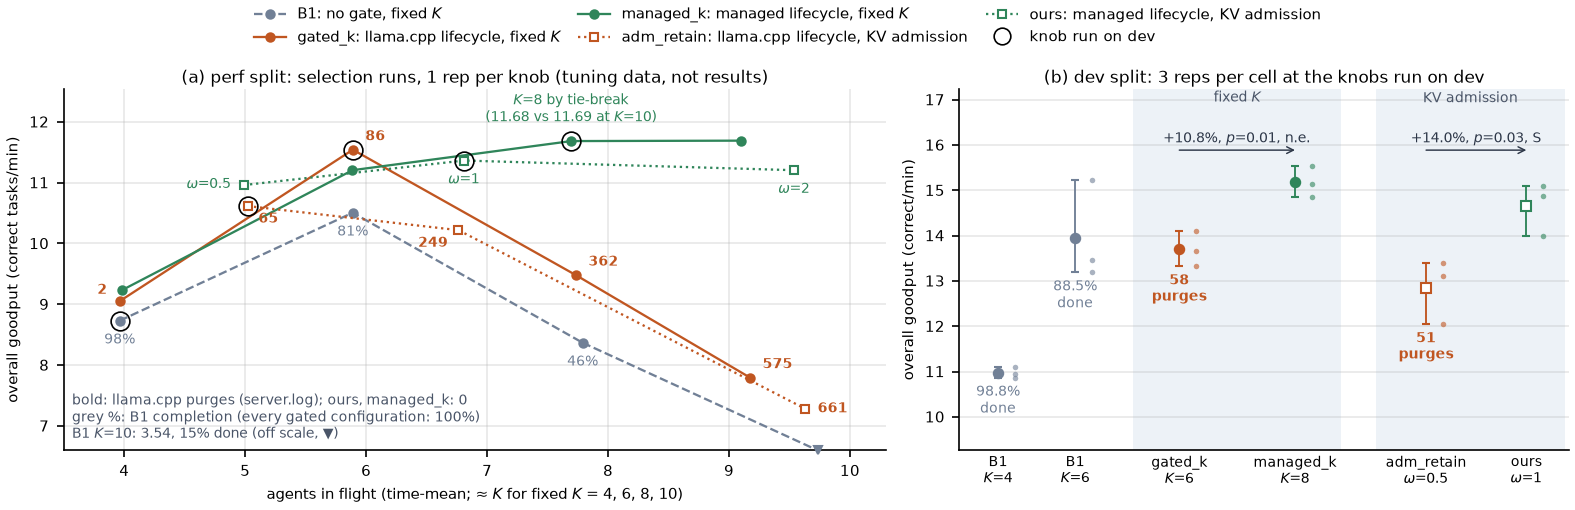 B1: no gate, fixed K
gated_k: llama.cpp lifecycle, fixed K
managed_k: managed lifecycle, fixed K
adm_retain: llama.cpp lifecycle, KV admission
ours: managed lifecycle, KV admission
knob run on dev
(a) perf split: selection runs, 1 rep per knob (tuning data, not results)
overall goodput (correct tasks/min)
12
11
10
9
8
7
K=8 by tie-break
(11.68 vs 11.69 at K=10)
86
ω=0.5
ω=1
ω=2
65
81%
249
362
2
98%
46%
575
661
bold: llama.cpp purges (server.log); ours, managed_k: 0
grey %: B1 completion (every gated configuration: 100%)
B1 K=10: 3.54, 15% done (off scale, ▼)
4
5
6
7
8
9
10
agents in flight (time-mean; ≈ K for fixed K = 4, 6, 8, 10)
(b) dev split: 3 reps per cell at the knobs run on dev
overall goodput (correct/min)
17
16
15
14
13
12
11
10
fixed K
KV admission
+10.8%, p=0.01, n.e.
+14.0%, p=0.03, S
88.5%
done
58
purges
51
purges
98.8%
done
B1
K=4
B1
K=6
gated_k
K=6
managed_k
K=8
adm_retain
ω=0.5
ours
ω=1